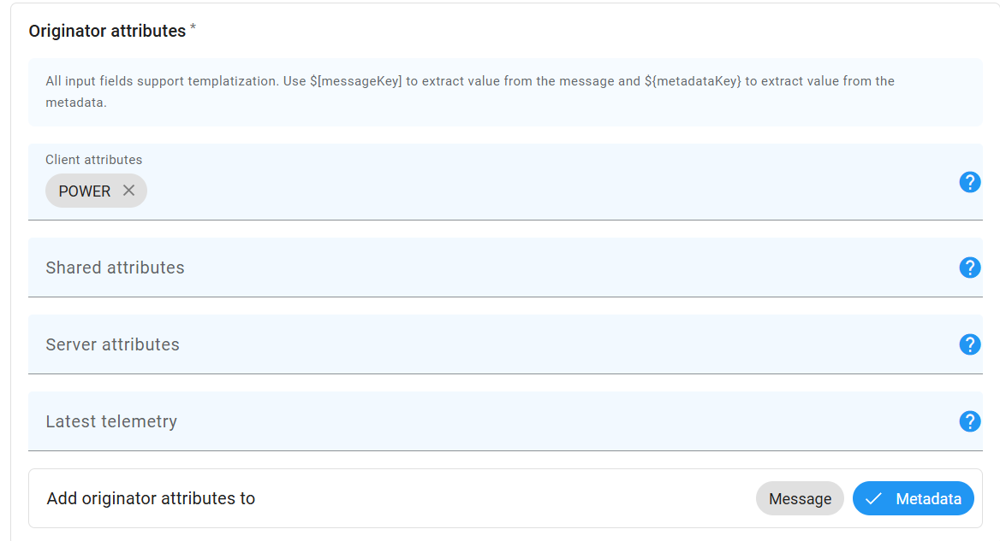 Originator attributes *
All input fields support templatization. Use $[messageKey] to extract value from the message and ${metadataKey} to extract value from the
metadata.
Client attributes
POWER
?
Shared attributes
?
Server attributes
?
Latest telemetry
?
Add originator attributes to
Message
Metadata